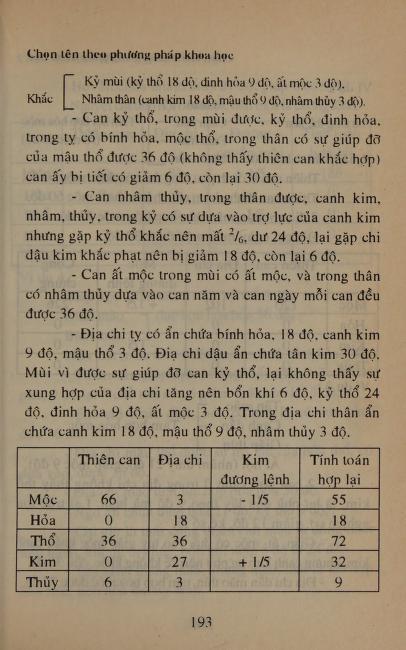 Chọn tên theo phương pháp khoa học
Kỷ mùi (kỷ thổ 18 độ, đinh hỏa 9 độ, ất mộc 3 độ).
Khắc
Nhâm thân (canh kim 18 độ, mậu thổ 9 độ, nhâm thủy 3 độ).
- Can kỷ thổ, trong mùi được, kỷ thổ, đinh hỏa,
trong tỵ có bính hỏa, mộc thổ, trong thân có sự giúp đỡ
của mậu thổ được 36 độ (không thấy thiên can khắc hợp)
can ấy bị tiết có giảm 6 độ, còn lại 30 độ.
- Can nhâm thủy, trong thân được, canh kim,
nhâm, thủy, trong kỷ có sự dựa vào trợ lực của canh kim
nhưng gặp kỷ thổ khắc nên mất 2/6, dư 24 độ, lại gặp chi
dậu kim khắc phạt nên bị giảm 18 độ, còn lại 6 độ.
- Can ất mộc trong mùi có ất mộc, và trong thân
có nhâm thủy dựa vào can năm và can ngày mỗi can đều
được 36 độ.
- Địa chi tỵ có ẩn chứa bính hỏa, 18 độ, canh kim
9 độ, mậu thổ 3 độ. Địa chi dậu ẩn chứa tân kim 30 độ.
Mùi vì được sự giúp đỡ can kỷ thổ, lại không thấy sự
xung hợp của địa chi tăng nên bổn khí 6 độ, kỷ thổ 24
độ, đinh hỏa 9 độ, ất mộc 3 độ. Trong địa chi thân ẩn
chứa canh kim 18 độ, mậu thổ 9 độ, nhâm thủy 3 độ.
Thiên can Địa chi Kim Tính toán
đương lệnh hợp lại
Mộc 66 3 - 1/5 55
Hỏa 0 18 18
Thổ 36 36 72
Kim 0 27 + 1/5 32
Thủy 6 3 9
193